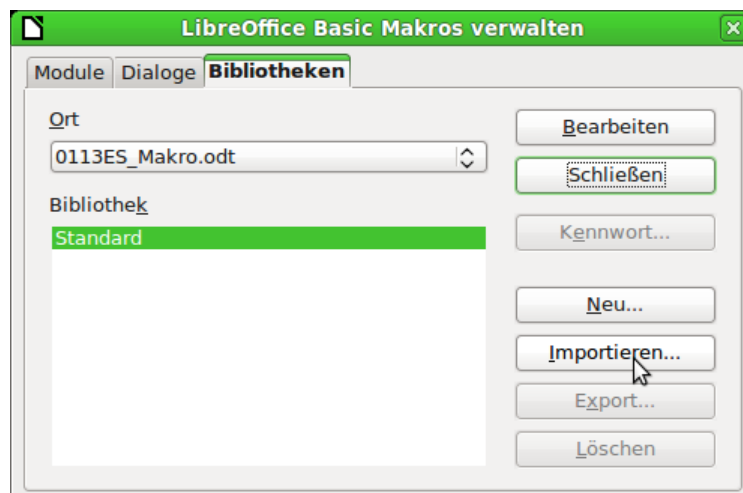 LibreOffice Basic Makros verwalten
Module Dialoge Bibliotheken
Ort
0113ES_Makro.odt
Bibliothek
Standard
Bearbeiten
Schließen
Kennwort...
Neu...
Importieren...
Export...
Löschen